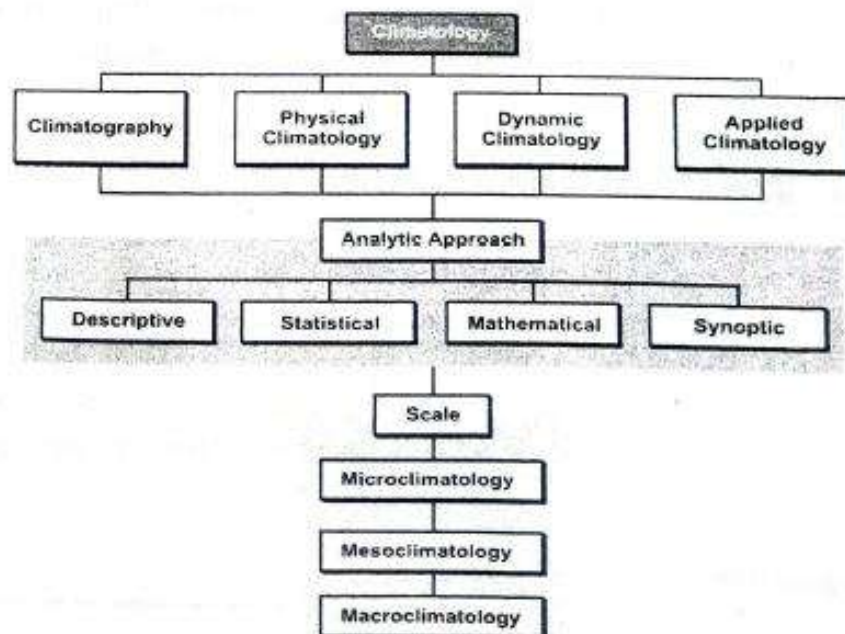 Climatology
Climatography
Physical
Climatology
Dynamic
Climatology
Applied
Climatology
Analytic Approach
Descriptive
Statistical
Mathematical
Synoptic
Scale
Microclimatology
Mesoclimatology
Macroclimatology